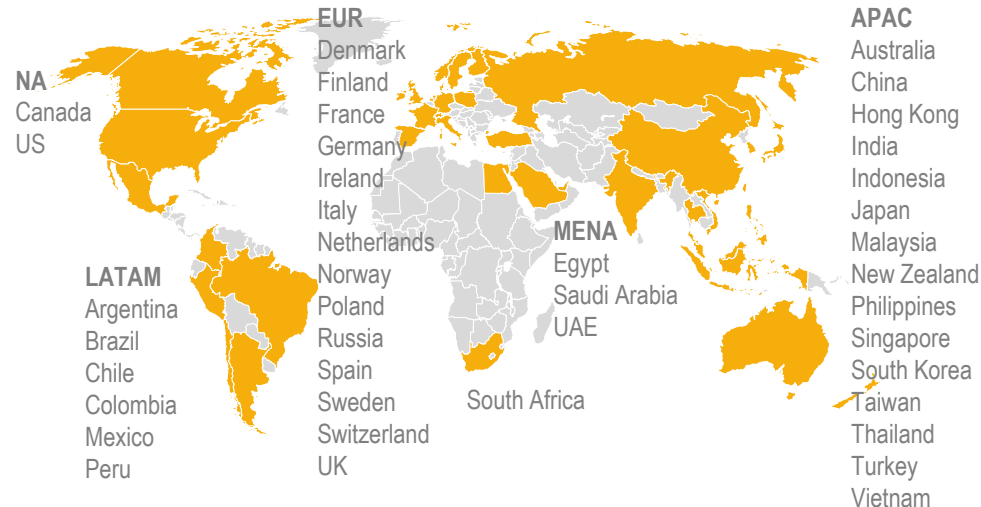 NA
Canada
US
LATAM
Argentina
Brazil
Chile
Colombia
Mexico
Peru
EUR
Denmark
Finland
France
Germany
Ireland
Italy
Netherlands
Norway
Poland
Russia
Spain
Sweden
Switzerland
UK
MENA
Egypt
Saudi Arabia
UAE
South Africa
APAC
Australia
China
Hong Kong
India
Indonesia
Japan
Malaysia
New Zealand
Philippines
Singapore
South Korea
Taiwan
Thailand
Turkey
Vietnam